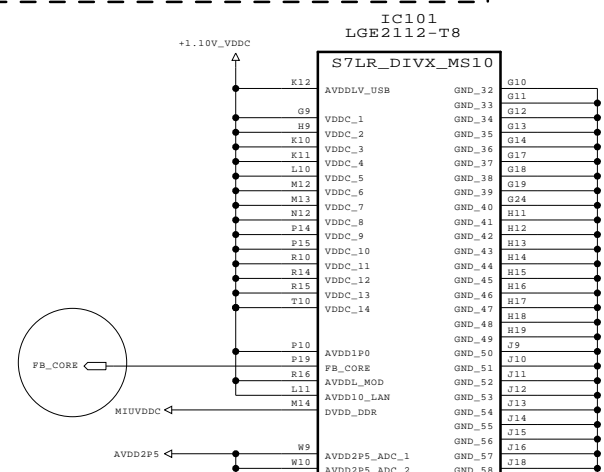 IC101
LGE2112-T8
+1.10V_VDDC
S7LR_DIVX_MS10
K12 AVDDLV_USB GND_32 G10
GND_33 G11
G9 VDDC_1 GND_34 G12
H9 VDDC_2 GND_35 G13
K10 VDDC_3 GND_36 G14
K11 VDDC_4 GND_37 G17
L10 VDDC_5 GND_38 G18
M12 VDDC_6 GND_39 G19
M13 VDDC_7 GND_40 G24
N12 VDDC_8 GND_41 H11
P14 VDDC_9 GND_42 H12
P15 VDDC_10 GND_43 H13
R10 VDDC_11 GND_44 H14
R14 VDDC_12 GND_45 H15
R15 VDDC_13 GND_46 H16
T10 VDDC_14 GND_47 H17
GND_48 H18
GND_49 H19
P10 AVDD1P0 GND_50 J9
FB_CORE P19 FB_CORE GND_51 J10
R16 AVDDL_MOD GND_52 J11
L11 AVDD10_LAN GND_53 J12
MIUVDDC M14 DVDD_DDR GND_54 J13
GND_55 J14
GND_56 J15
AVDD2P5 W9 AVDD2P5_ADC_1 GND_57 J16
W10 AVDD2P5_ADC_2 GND_58 J18